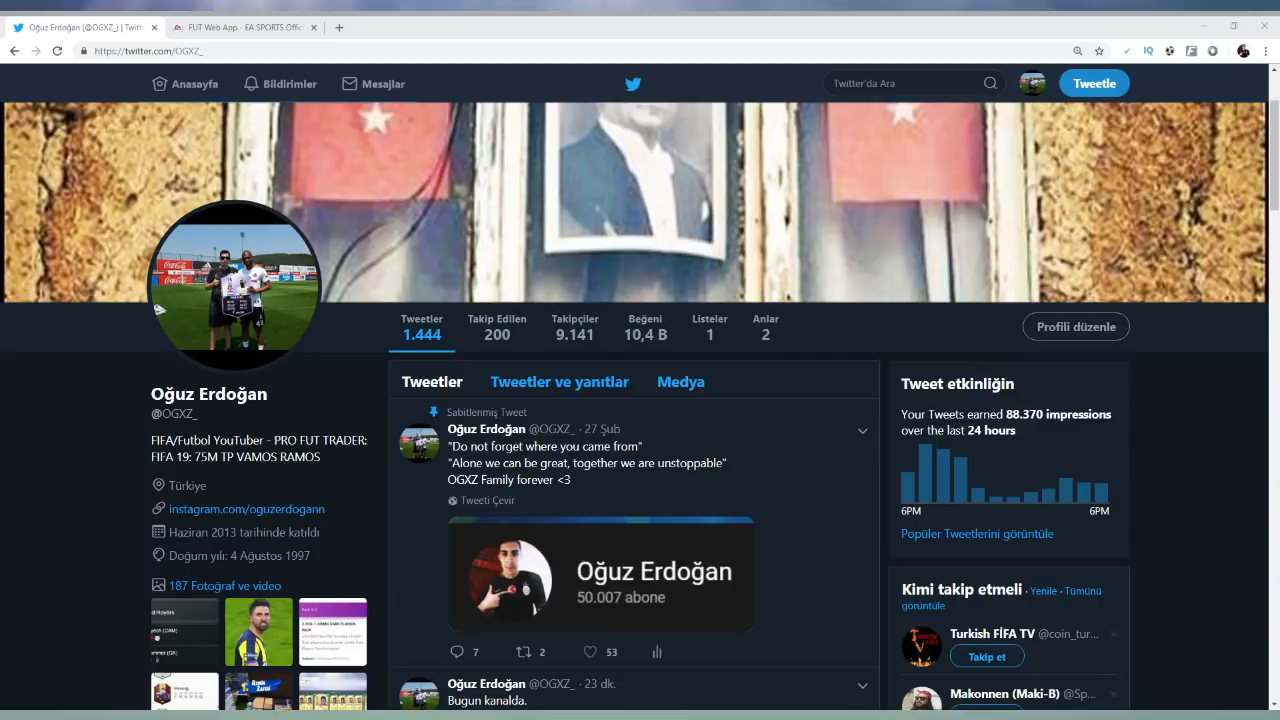 Oğuz Erdoğan (@OGXZ_) | Twitt
FUT Web App - EA SPORTS Offic
https://twitter.com/OGXZ_
IQ
Anasayfa
Bildirimler
Mesajlar
Twitter'da Ara
Tweetle
Tweetler
1.444
Takip Edilen
200
Takipçiler
9.141
Beğeni
10,4 B
Listeler
1
Anlar
2
Profili düzenle
Oğuz Erdoğan
@OGXZ_
FIFA/Futbol YouTuber - PRO FUT TRADER:
FIFA 19: 75M TP VAMOS RAMOS
Türkiye
instagram.com/oguzerdogann
Haziran 2013 tarihinde katıldı
Doğum yılı: 4 Ağustos 1997
187 Fotoğraf ve video
Tweetler
Tweetler ve yanıtlar
Medya
Sabitlenmiş Tweet
Oğuz Erdoğan @OGXZ_ · 27 Şub
"Do not forget where you came from"
"Alone we can be great, together we are unstoppable"
OGXZ Family forever <3
Tweeti Çevir
Oğuz Erdoğan
50.007 abone
7
2
53
Oğuz Erdoğan @OGXZ_ · 23 dk.
Bugun kanalda.
Tweet etkinliğin
Your Tweets earned 88.370 impressions
over the last 24 hours
6PM
6PM
Popüler Tweetlerini görüntüle
Kimi takip etmeli · Yenile · Tümünü
görüntüle
Takip et
Makonnen (Maki-B) @Sp...